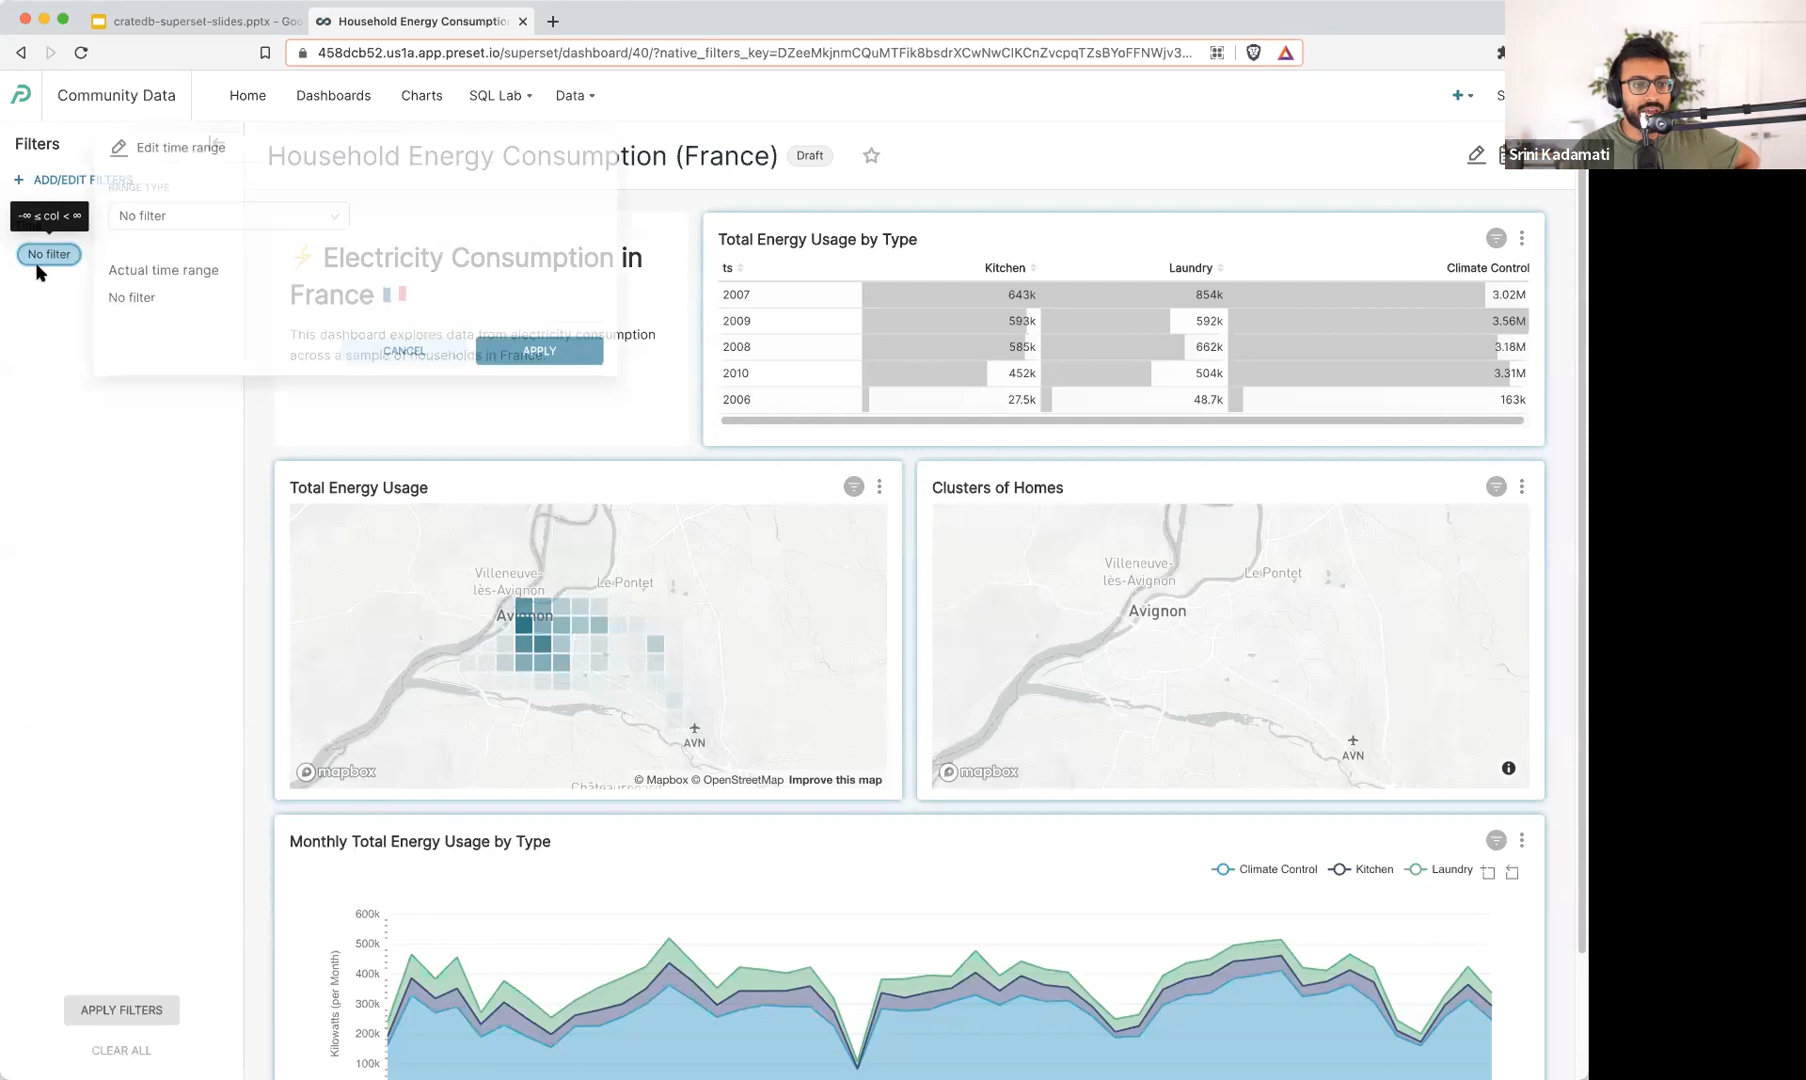 cratedb-superset-slides.pptx - Goo
Household Energy Consumptio
458dcb52.us1a.app.preset.io/superset/dashboard/40/?native_filters_key=DZeeMkjnmCQuMTFik8bsdrXCwNwCIKCnZvcpqTZsBYoFFNWjv3...
Community Data
Home
Dashboards
Charts
SQL Lab
Data
S
Srini Kadamati
Filters
+ ADD/EDIT FILTERS
-∞ ≤ col < ∞
No filter
Edit time range
RANGE TYPE
No filter
Actual time range
No filter
CANCEL
APPLY
Household Energy Consumption (France)
Draft
⚡ Electricity Consumption in
France 🇫🇷
This dashboard explores data from electricity consumption
across a sample of households in France.
Total Energy Usage by Type
ts Kitchen Laundry Climate Control
2007 643k 854k 3.02M
2009 593k 592k 3.56M
2008 585k 662k 3.18M
2010 452k 504k 3.31M
2006 27.5k 48.7k 163k
Total Energy Usage
Villeneuve-
lès-Avignon
Le Pontet
Avignon
AVN
mapbox
© Mapbox © OpenStreetMap Improve this map
Clusters of Homes
Villeneuve-
lès-Avignon
Le Pontet
Avignon
AVN
mapbox
Monthly Total Energy Usage by Type
Climate Control
Kitchen
Laundry
Kilowatts (per Month)
600k
500k
400k
300k
200k
100k
APPLY FILTERS
CLEAR ALL